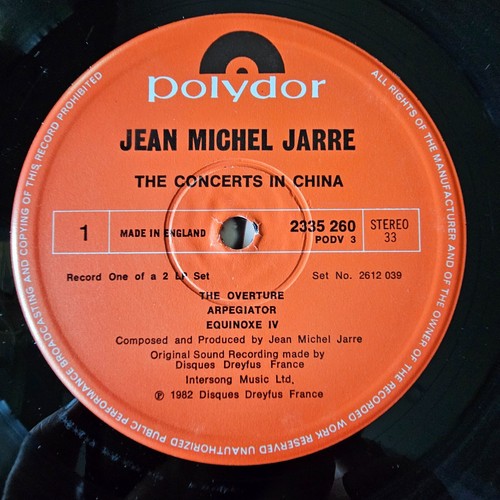 polydor
JEAN MICHEL JARRE
THE CONCERTS IN CHINA
1
MADE IN ENGLAND
2335 260
PODV 3
STEREO
33
Record One of a 2 LP Set
Set No. 2612 039
THE OVERTURE
ARPEGIATOR
EQUINOXE IV
Composed and Produced by Jean Michel Jarre
Original Sound Recording made by
Disques Dreyfus France
Intersong Music Ltd.
℗ 1982 Disques Dreyfus France
ALL RIGHTS OF THE MANUFACTURER AND OF THE OWNER OF THE RECORDED WORK RESERVED UNAUTHORIZED PUBLIC PERFORMANCE BROADCASTING AND COPYING OF THIS RECORD PROHIBITED